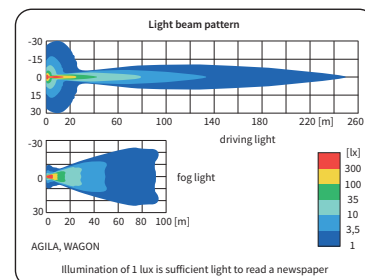 Light beam pattern
-30
-15
0
15
30
0 20 60 100 140 180 220 [m] 260
driving light
-30
0
30
fog light
0 20 40 60 80 100 [m]
[lx]
300
100
35
10
3,5
1
AGILA, WAGON
Illumination of 1 lux is sufficient light to read a newspaper